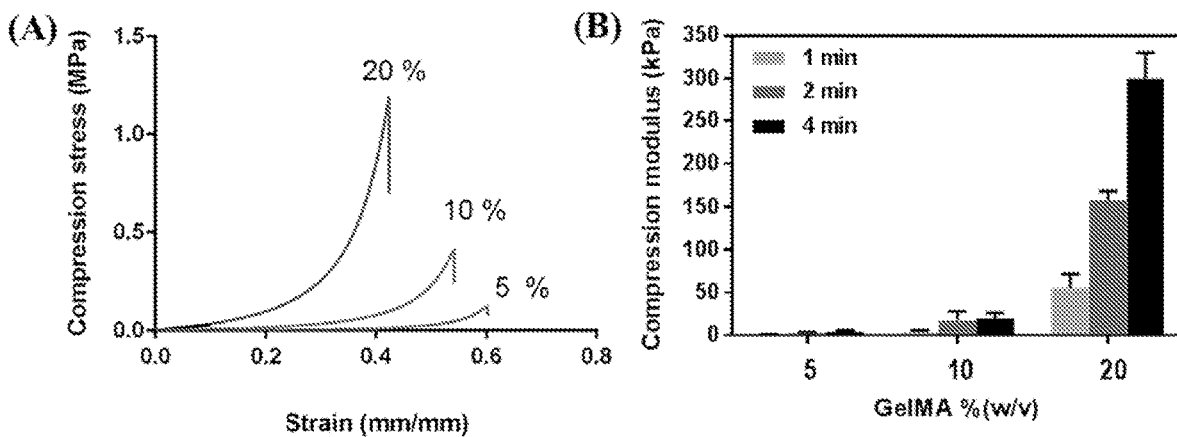 (A)
Compression stress (MPa)
1.5
1.0
0.5
0.0
20 %
10 %
5 %
0.0 0.2 0.4 0.6 0.8
Strain (mm/mm)
(B)
Compression modulus (kPa)
350
300
250
200
150
100
50
0
1 min
2 min
4 min
5 10 20
GelMA %(w/v)